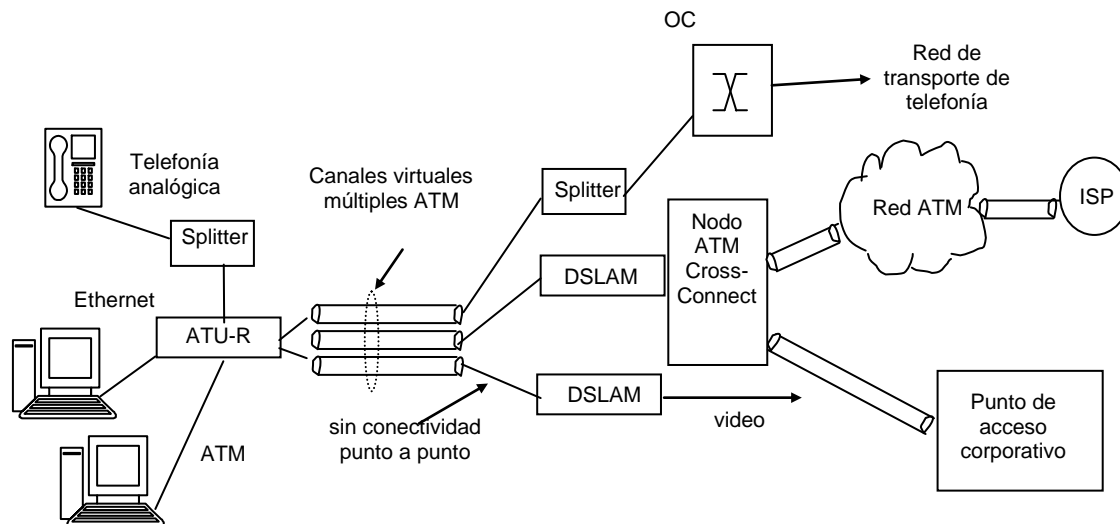 OC
Red de
transporte de
telefonía
Telefonía
analógica
Canales virtuales
múltiples ATM
Splitter
Splitter
Nodo
ATM
Cross-
Connect
Red ATM
ISP
DSLAM
Ethernet
ATU-R
DSLAM
video
sin conectividad
punto a punto
ATM
Punto de
acceso
corporativo